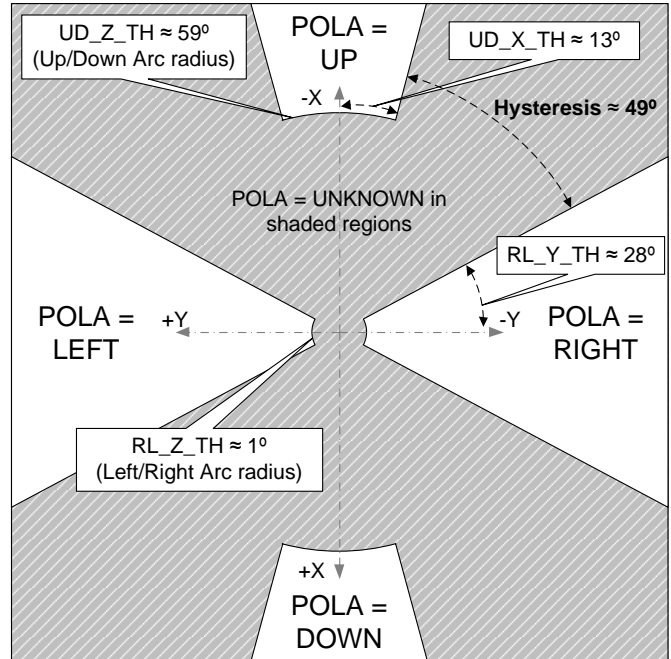 UD_Z_TH ≈ 59º
(Up/Down Arc radius)
POLA =
UP
UD_X_TH ≈ 13º
-X
Hysteresis ≈ 49º
POLA = UNKNOWN in
shaded regions
RL_Y_TH ≈ 28º
POLA =
LEFT
+Y
-Y
POLA =
RIGHT
RL_Z_TH ≈ 1º
(Left/Right Arc radius)
+X
POLA =
DOWN